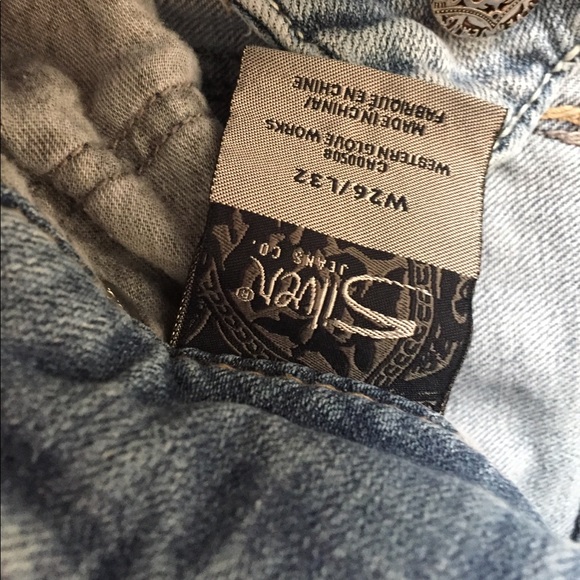 Silver®
JEANS CO.
W26/L32
CA00508
WESTERN GLOVE WORKS
MADE IN CHINA/
FABRIQUE EN CHINE